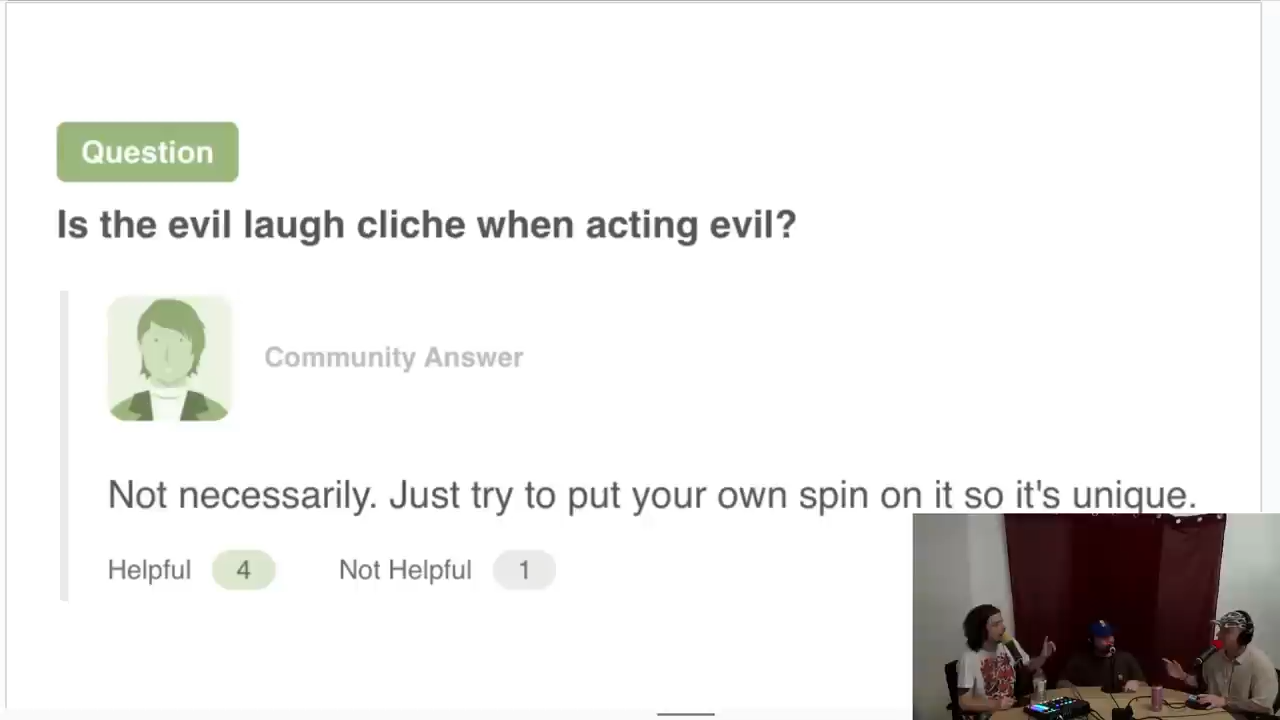 Question
Is the evil laugh cliche when acting evil?
Community Answer
Not necessarily. Just try to put your own spin on it so it's unique.
Helpful 4 Not Helpful 1